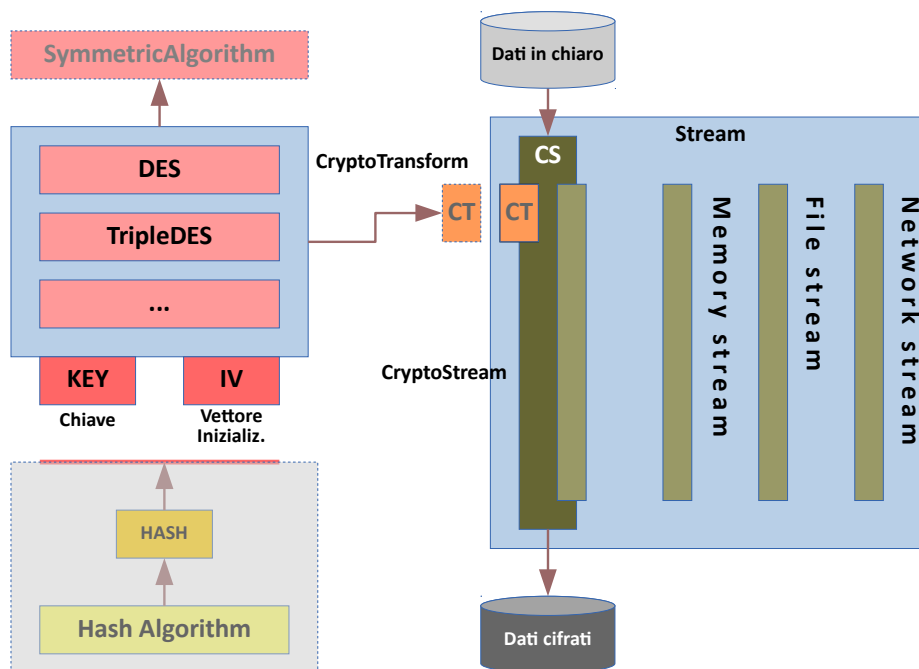 SymmetricAlgorithm
DES
TripleDES
...
KEY
IV
Chiave
Vettore
Inizializ.
HASH
Hash Algorithm
CryptoTransform
CT
Dati in chiaro
Stream
CS
CT
CryptoStream
Memory stream
File stream
Network stream
Dati cifrati